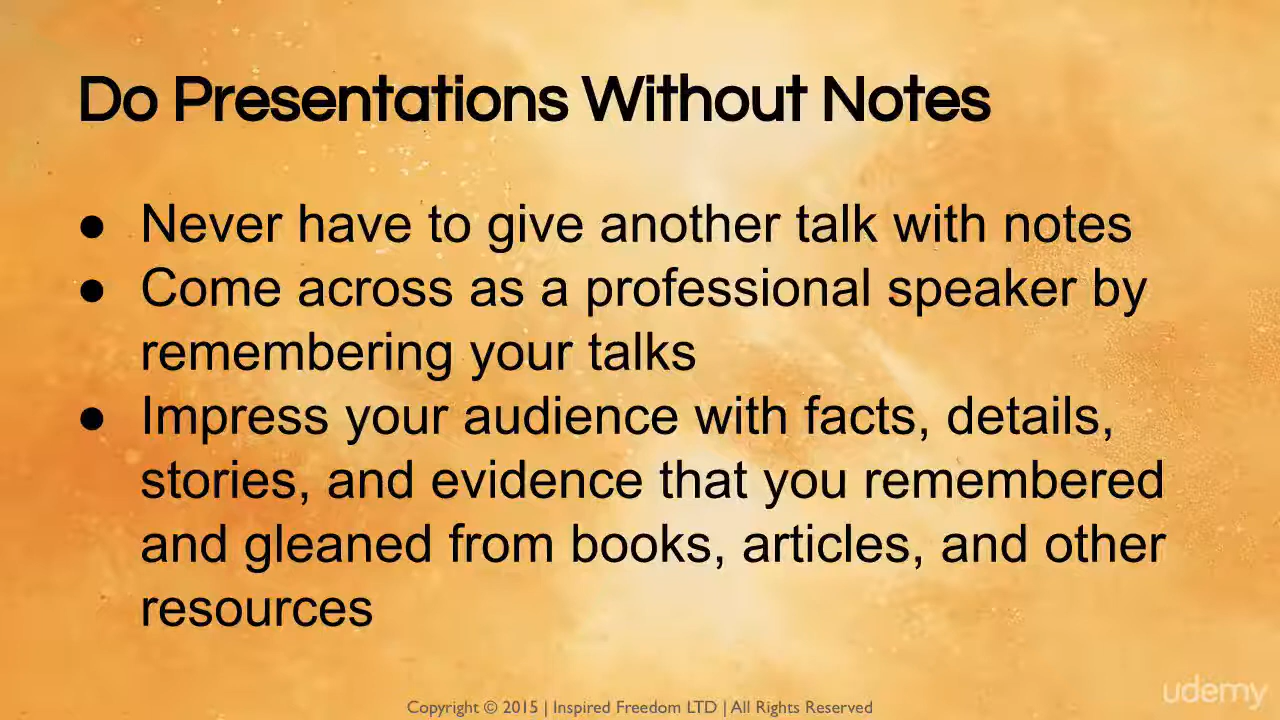 Do Presentations Without Notes
● Never have to give another talk with notes
● Come across as a professional speaker by
remembering your talks
● Impress your audience with facts, details,
stories, and evidence that you remembered
and gleaned from books, articles, and other
resources
Copyright © 2015 | Inspired Freedom LTD | All Rights Reserved
udemy